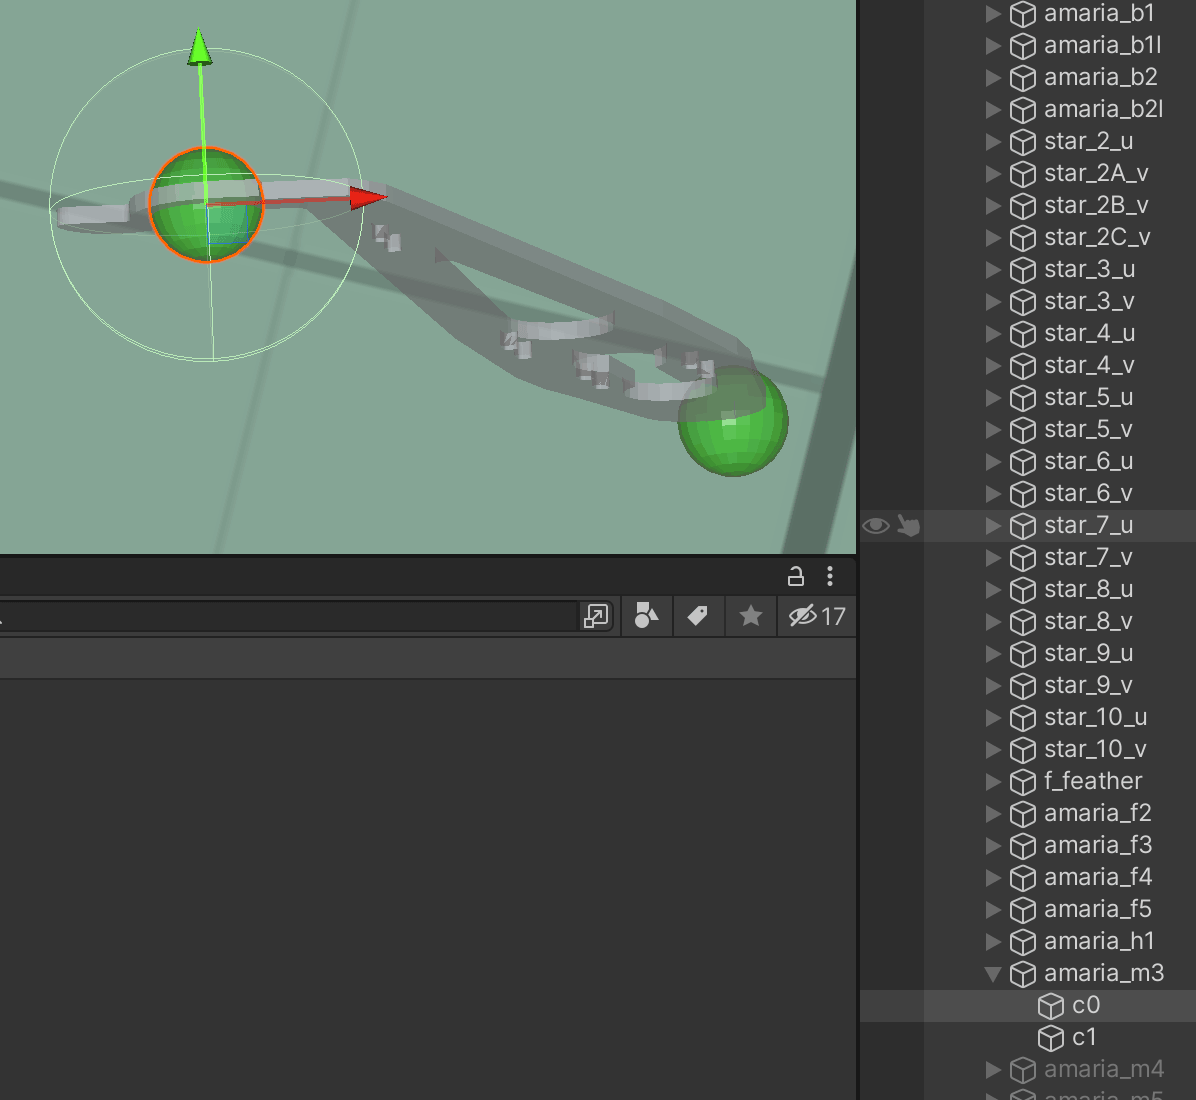 amaria_b1
amaria_b1l
amaria_b2
amaria_b2l
star_2_u
star_2A_v
star_2B_v
star_2C_v
star_3_u
star_3_v
star_4_u
star_4_v
star_5_u
star_5_v
star_6_u
star_6_v
star_7_u
star_7_v
17
star_8_u
star_8_v
star_9_u
star_9_v
star_10_u
star_10_v
f_feather
amaria_f2
amaria_f3
amaria_f4
amaria_f5
amaria_h1
amaria_m3
c0
c1
amaria_m4
amaria_m5